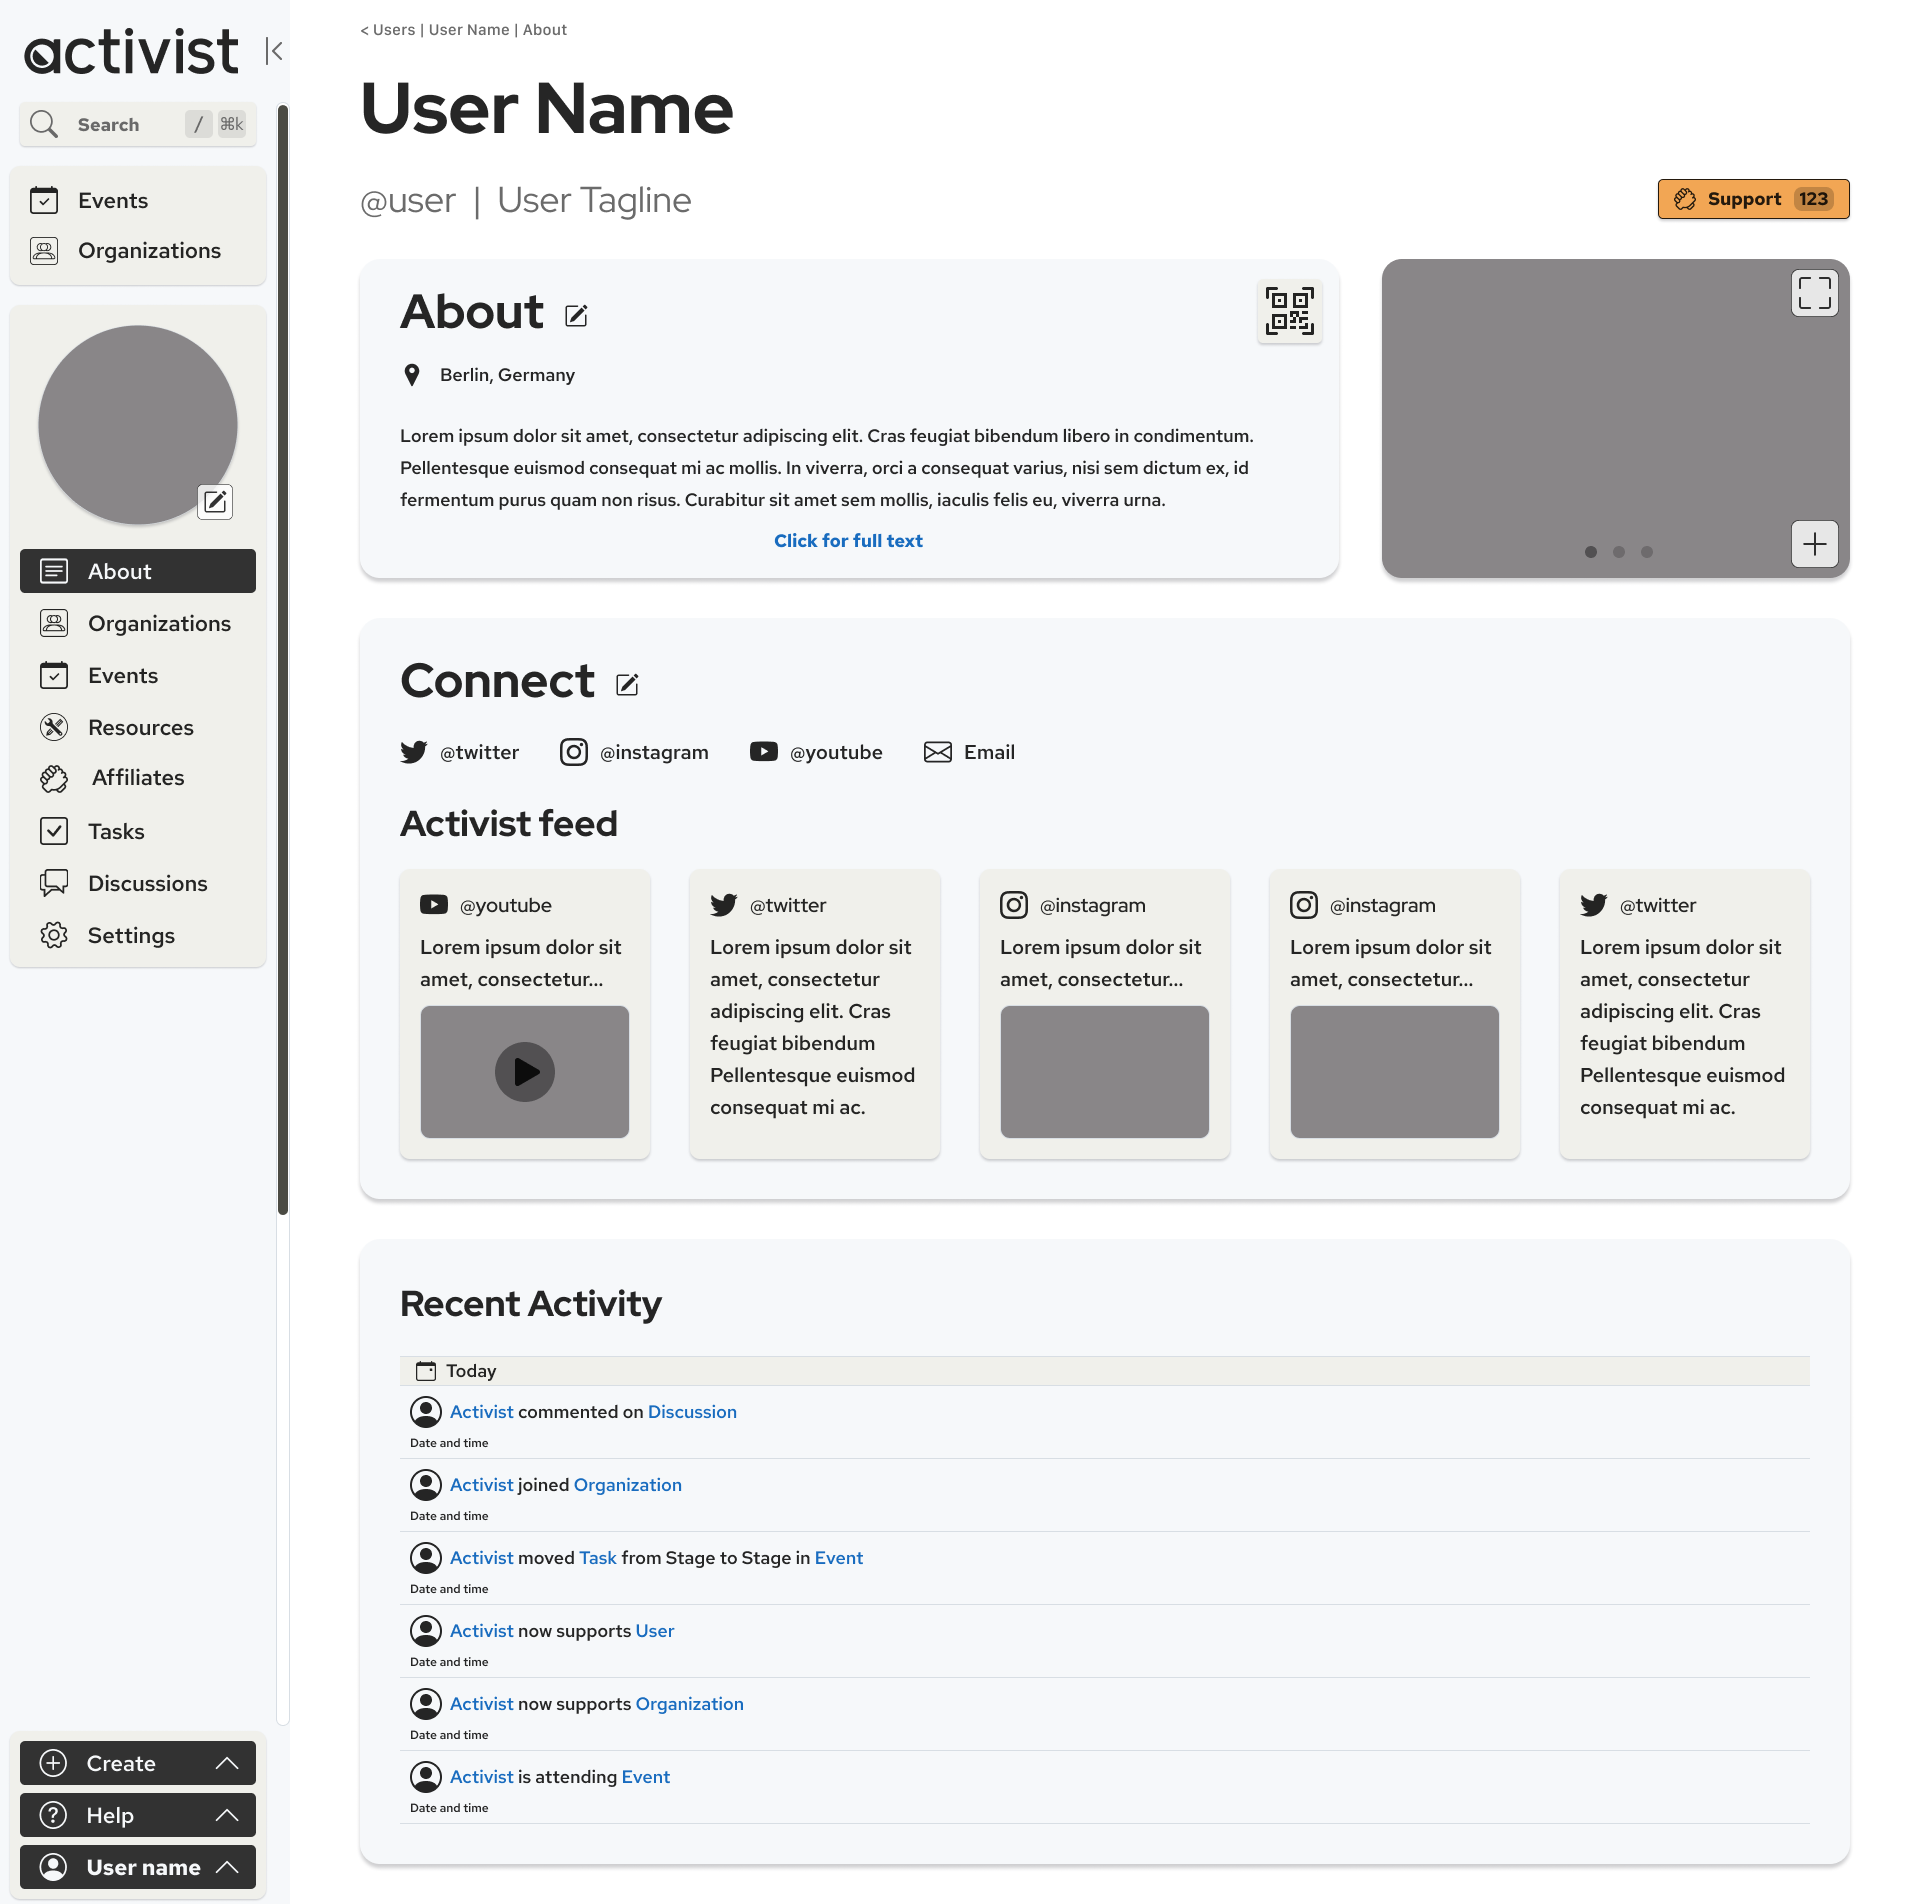 activist
Search / ⌘k
Events
Organizations
About
Organizations
Events
Resources
Affiliates
Tasks
Discussions
Settings
Create
Help
User name
< Users | User Name | About
User Name
@user | User Tagline
Support 123
About
Berlin, Germany
Lorem ipsum dolor sit amet, consectetur adipiscing elit. Cras feugiat bibendum libero in condimentum.
Pellentesque euismod consequat mi ac mollis. In viverra, orci a consequat varius, nisi sem dictum ex, id
fermentum purus quam non risus. Curabitur sit amet sem mollis, iaculis felis eu, viverra urna.
Click for full text
Connect
@twitter @instagram @youtube Email
Activist feed
@youtube
Lorem ipsum dolor sit
amet, consectetur...
@twitter
Lorem ipsum dolor sit
amet, consectetur
adipiscing elit. Cras
feugiat bibendum
Pellentesque euismod
consequat mi ac.
@instagram
Lorem ipsum dolor sit
amet, consectetur...
@instagram
Lorem ipsum dolor sit
amet, consectetur...
@twitter
Lorem ipsum dolor sit
amet, consectetur
adipiscing elit. Cras
feugiat bibendum
Pellentesque euismod
consequat mi ac.
Recent Activity
Today
Activist commented on Discussion
Date and time
Activist joined Organization
Date and time
Activist moved Task from Stage to Stage in Event
Date and time
Activist now supports User
Date and time
Activist now supports Organization
Date and time
Activist is attending Event
Date and time